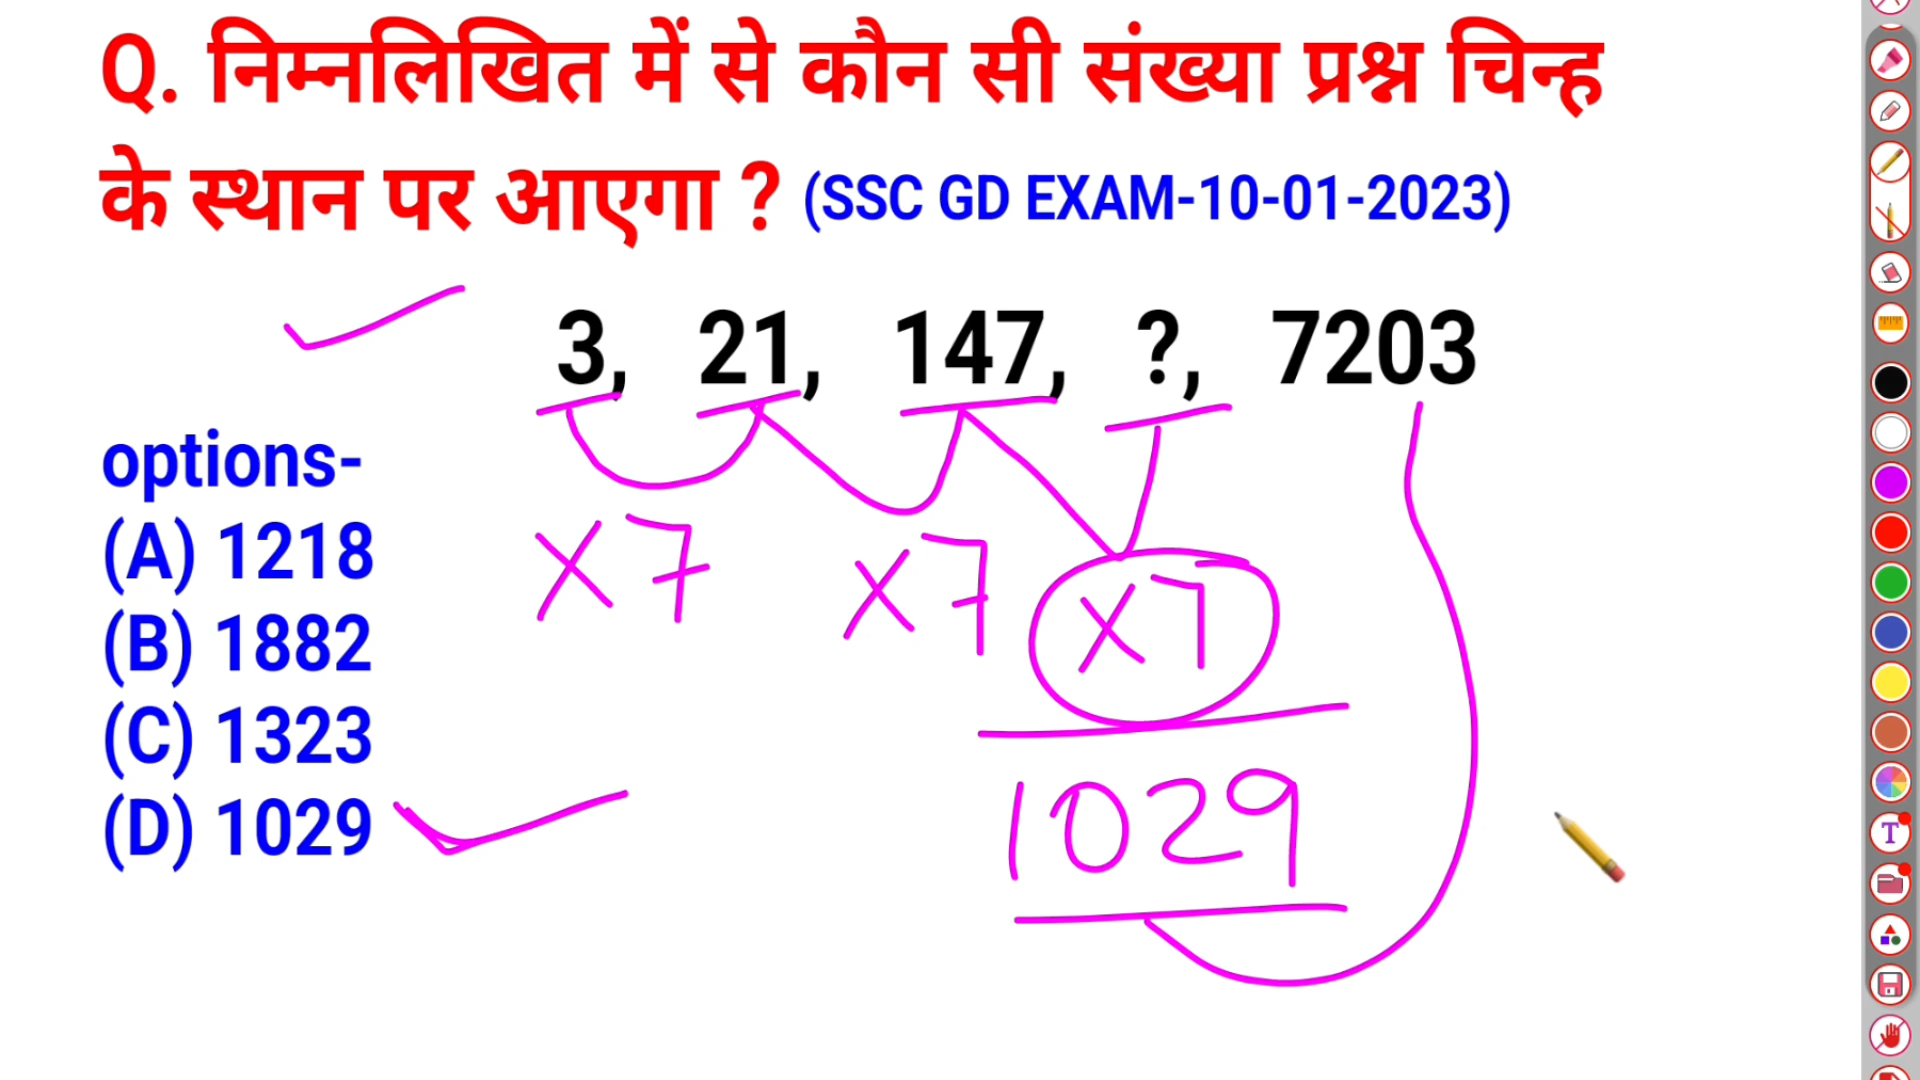 Q. निम्नलिखित में से कौन सी संख्या प्रश्न चिन्ह
के स्थान पर आएगा ? (SSC GD EXAM-10-01-2023)
3, 21, 147, ?, 7203
options-
(A) 1218
(B) 1882
(C) 1323
(D) 1029
×7 ×7 ×7
1029
T